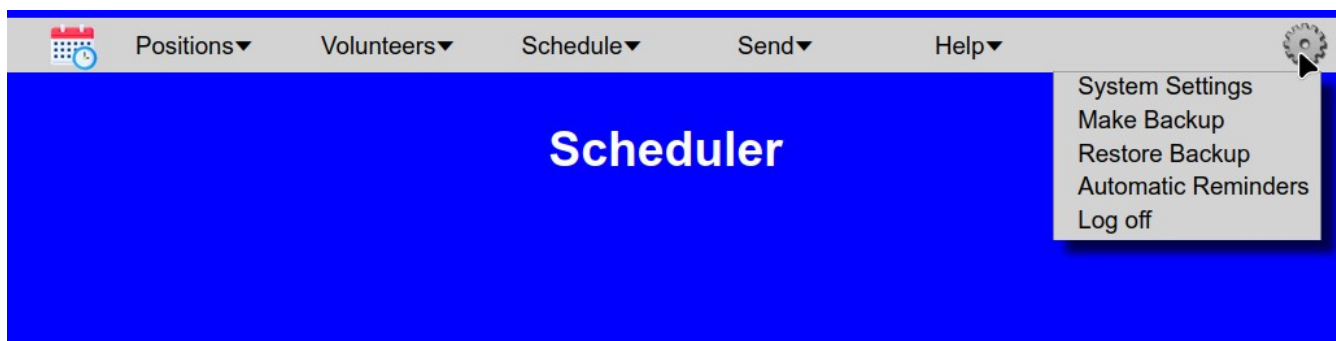 Positions▼ Volunteers▼ Schedule▼ Send▼ Help▼
System Settings
Make Backup
Restore Backup
Automatic Reminders
Log off
Scheduler